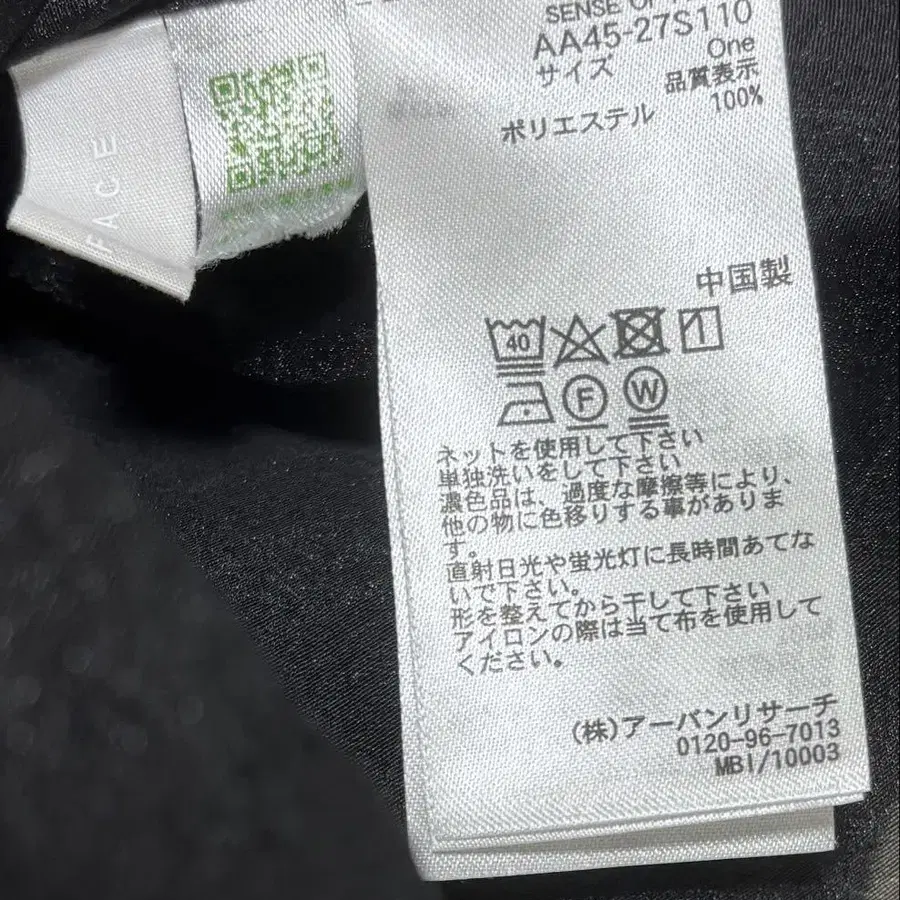 FACE
SENSE OF
AA45-27S110
サイズ One
品質表示
ポリエステル 100%
中国製
40
F W
ネットを使用して下さい
単独洗いをして下さい
濃色品は、過度な摩擦等により、
他の物に色移りする事がありま
す。
直射日光や蛍光灯に長時間あてな
いで下さい。
形を整えてから干して下さい
アイロンの際は当て布を使用して
ください。
(株)アーバンリサーチ
0120-96-7013
MBI/10003